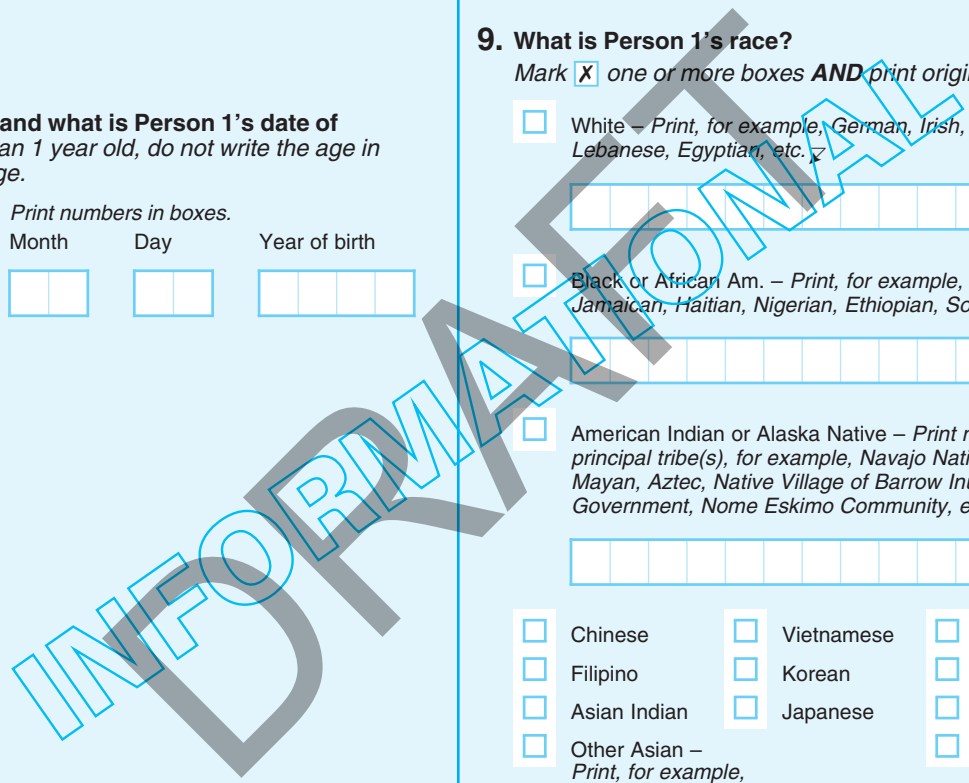 and what is Person 1's date of
an 1 year old, do not write the age in
ge.
Print numbers in boxes.
Month Day Year of birth
9. What is Person 1's race?
Mark X one or more boxes AND print origi
White – Print, for example, German, Irish,
Lebanese, Egyptian, etc.
Black or African Am. – Print, for example,
Jamaican, Haitian, Nigerian, Ethiopian, So
American Indian or Alaska Native – Print n
principal tribe(s), for example, Navajo Nati
Mayan, Aztec, Native Village of Barrow Inu
Government, Nome Eskimo Community, e
Chinese Vietnamese
Filipino Korean
Asian Indian Japanese
Other Asian –
Print, for example,
INFORMATIONAL
DRAFT